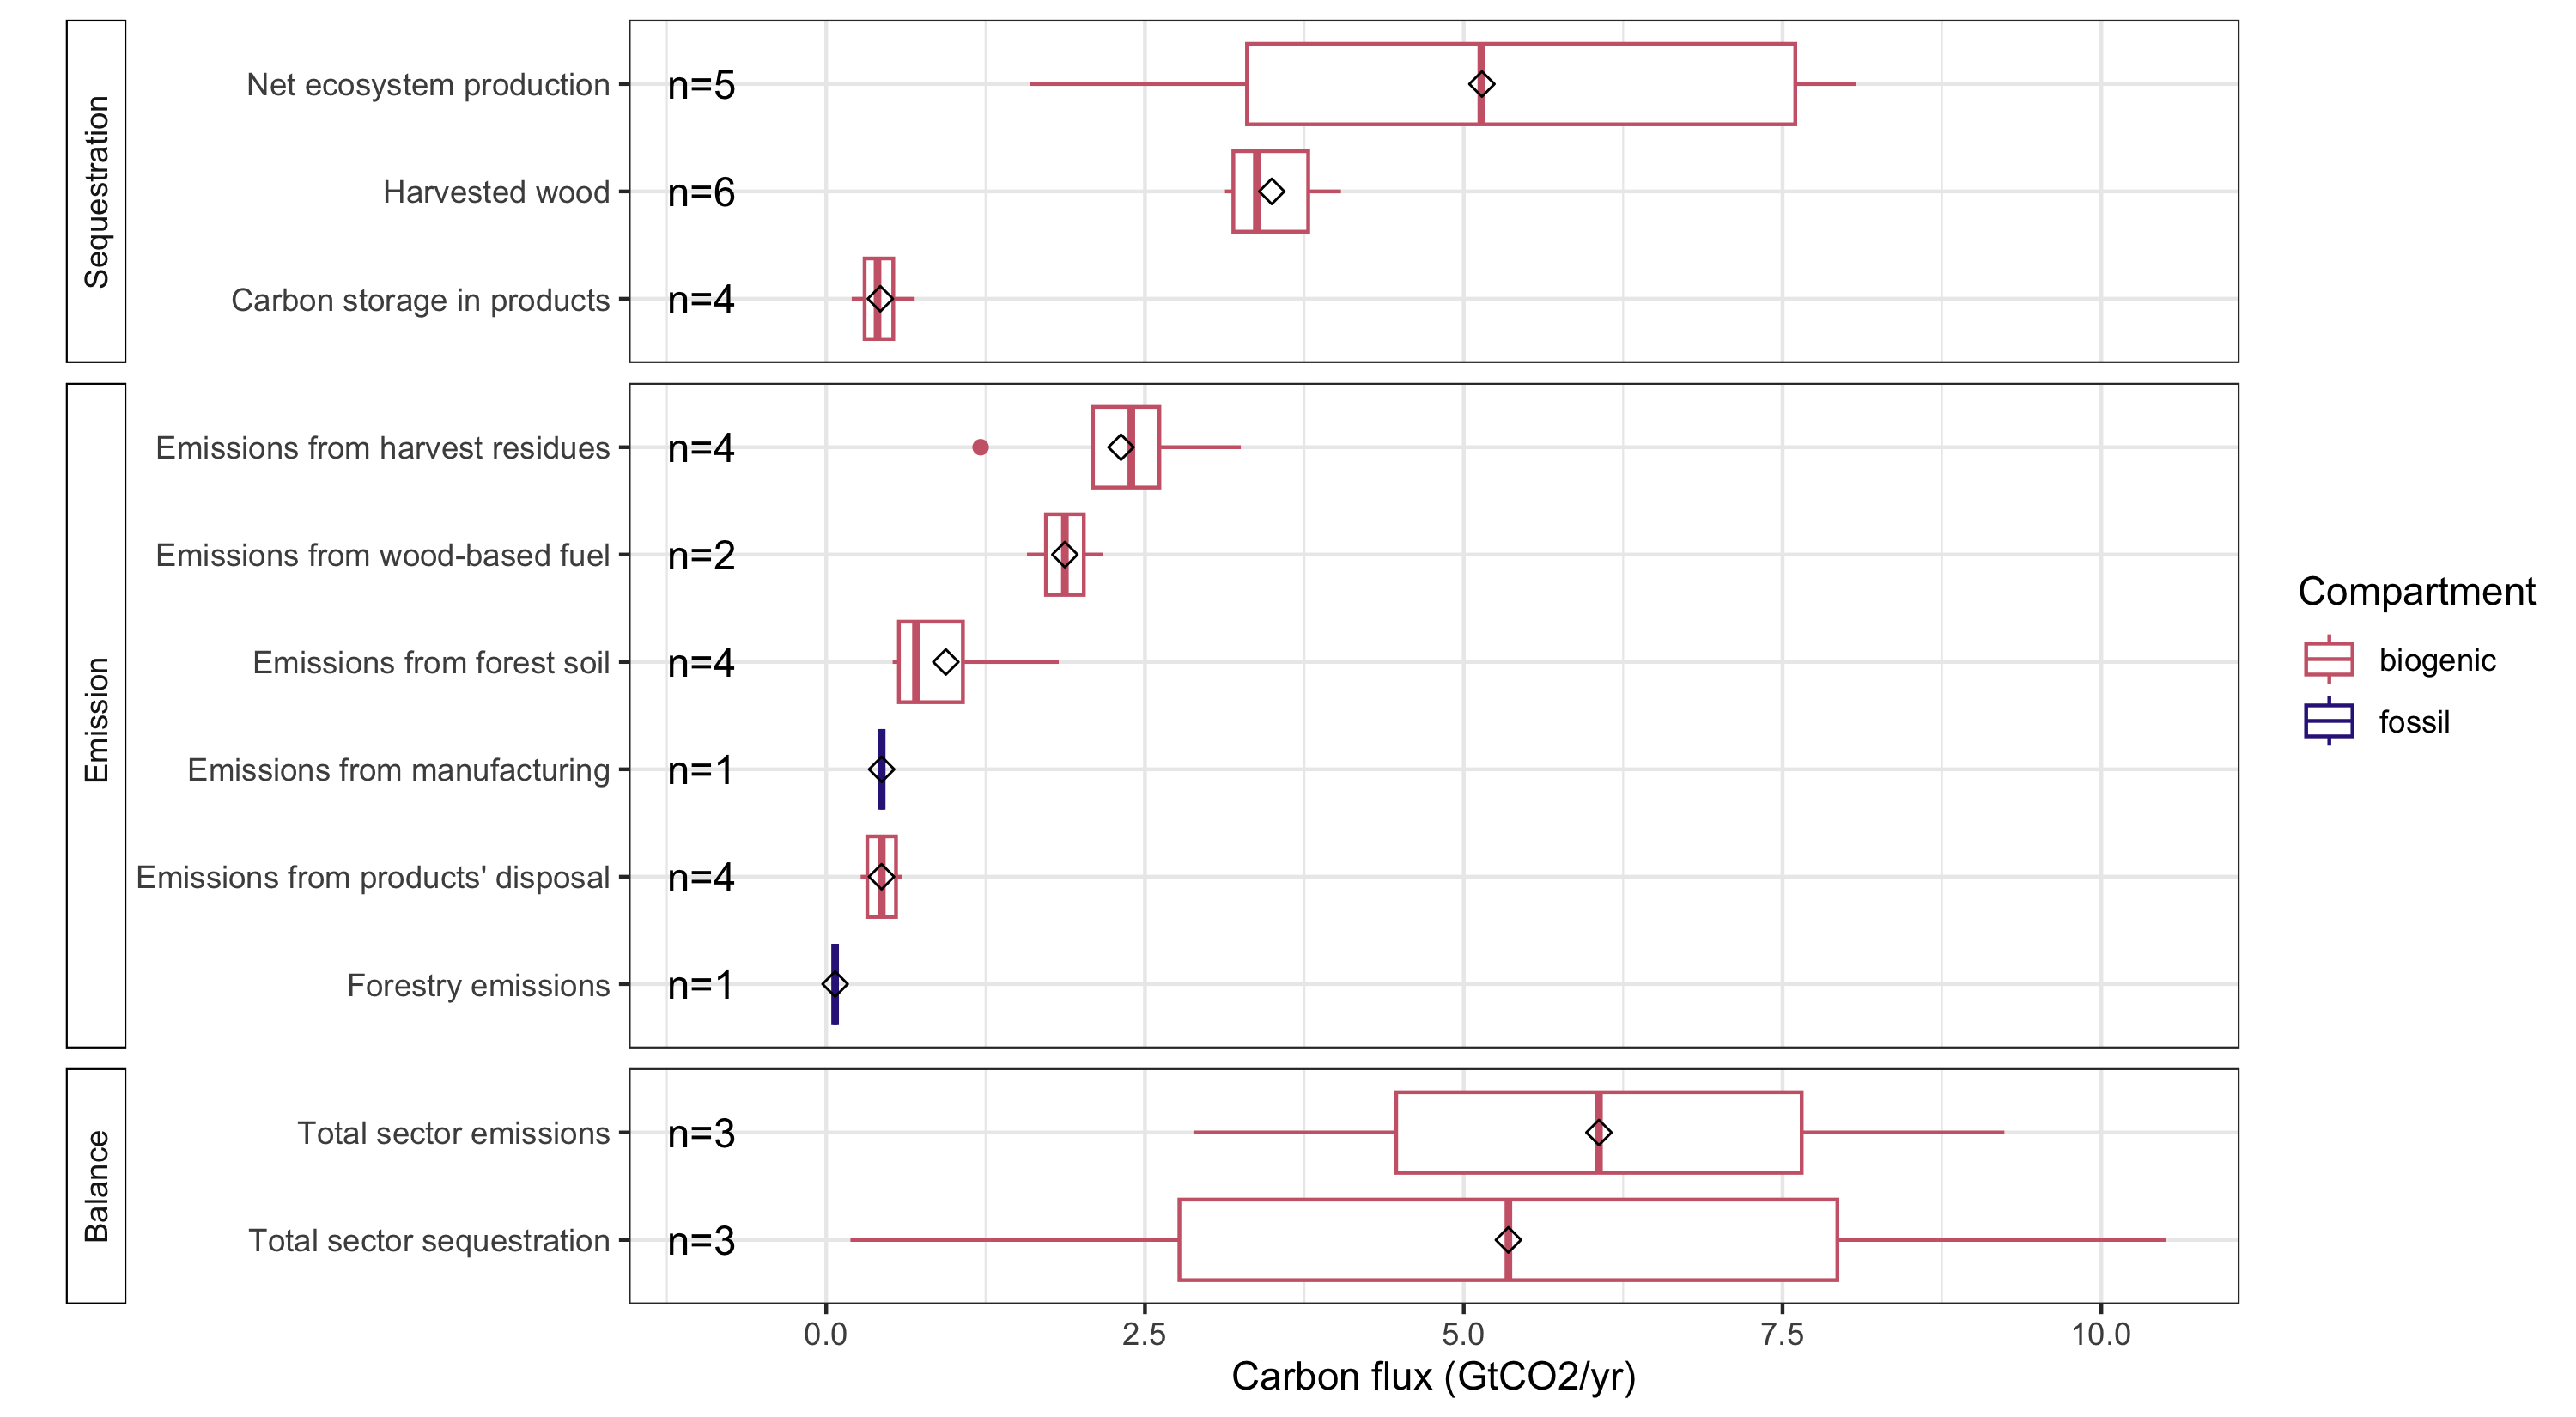 Sequestration
Net ecosystem production n=5
Harvested wood n=6
Carbon storage in products n=4
Emission
Emissions from harvest residues n=4
Emissions from wood-based fuel n=2
Emissions from forest soil n=4
Emissions from manufacturing n=1
Emissions from products' disposal n=4
Forestry emissions n=1
Balance
Total sector emissions n=3
Total sector sequestration n=3
0.0 2.5 5.0 7.5 10.0
Carbon flux (GtCO2/yr)
Compartment
biogenic
fossil